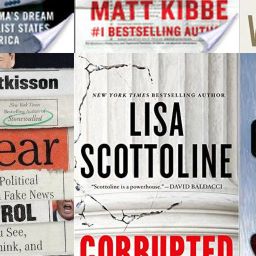 MA'S DREAM
IST STATES
RICA
MATT KIBBE
#1 BESTSELLING AUTH
W
tkisson
New York Times
Bestselling Author of
Stonewalled
ear
Political
Fake News
ROL
u See,
hink, and
NEW YORK TIMES BESTSELLING AUTHOR
LISA
SCOTTOLINE
"Scottoline is a powerhouse." —DAVID BALDACCI
CORRUPTED